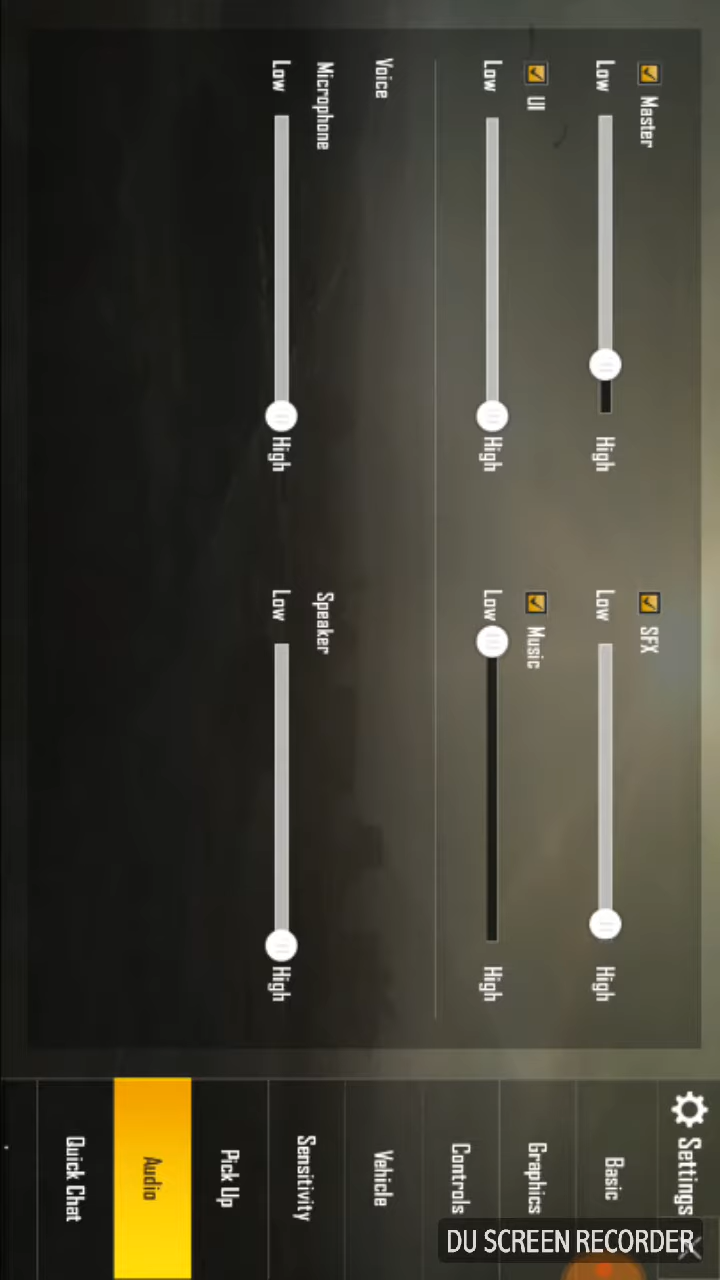 Settings
Master
Low
High
SFX
Low
High
UI
Low
High
Music
Low
High
Voice
Microphone
Low
High
Speaker
Low
High
Basic
Graphics
Controls
Vehicle
Sensitivity
Pick Up
Audio
Quick Chat
DU SCREEN RECORDER